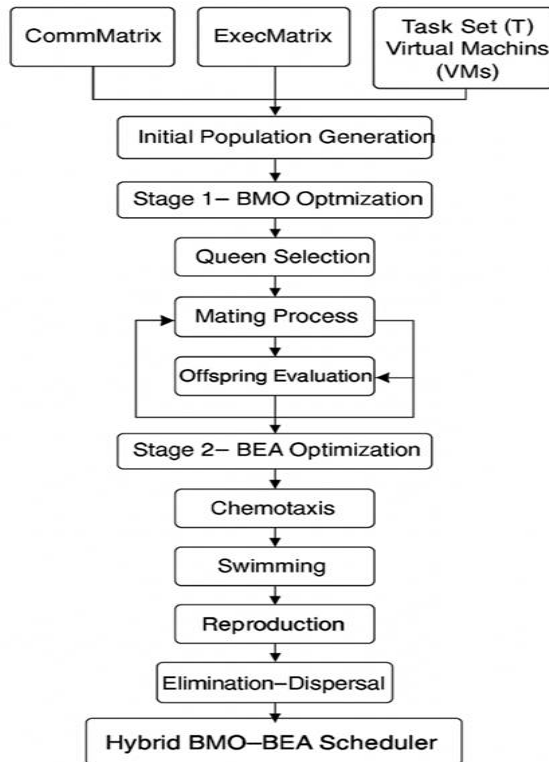 CommMatrix
ExecMatrix
Task Set (T)
Virtual Machins
(VMs)
Initial Population Generation
Stage 1– BMO Optmization
Queen Selection
Mating Process
Offspring Evaluation
Stage 2– BEA Optimization
Chemotaxis
Swimming
Reproduction
Elimination–Dispersal
Hybrid BMO–BEA Scheduler